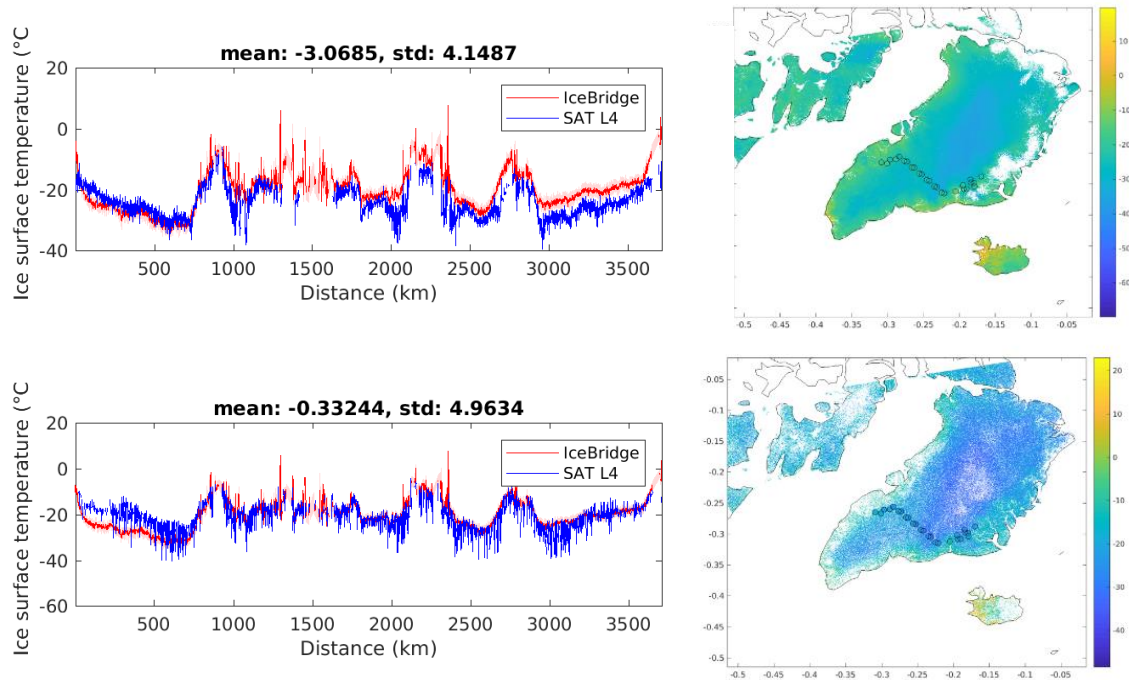 mean: -3.0685, std: 4.1487
Ice surface temperature (°C
20
0
-20
-40
IceBridge
SAT L4
500 1000 1500 2000 2500 3000 3500
Distance (km)
10
0
-10
-20
-30
-40
-50
-60
-0.5 -0.45 -0.4 -0.35 -0.3 -0.25 -0.2 -0.15 -0.1 -0.05
mean: -0.33244, std: 4.9634
Ice surface temperature (°C
20
0
-20
-40
-60
IceBridge
SAT L4
500 1000 1500 2000 2500 3000 3500
Distance (km)
-0.05
-0.1
-0.15
-0.2
-0.25
-0.3
-0.35
-0.4
-0.45
-0.5
-0.5 -0.45 -0.4 -0.35 -0.3 -0.25 -0.2 -0.15 -0.1 -0.05
20
10
0
-10
-20
-30
-40